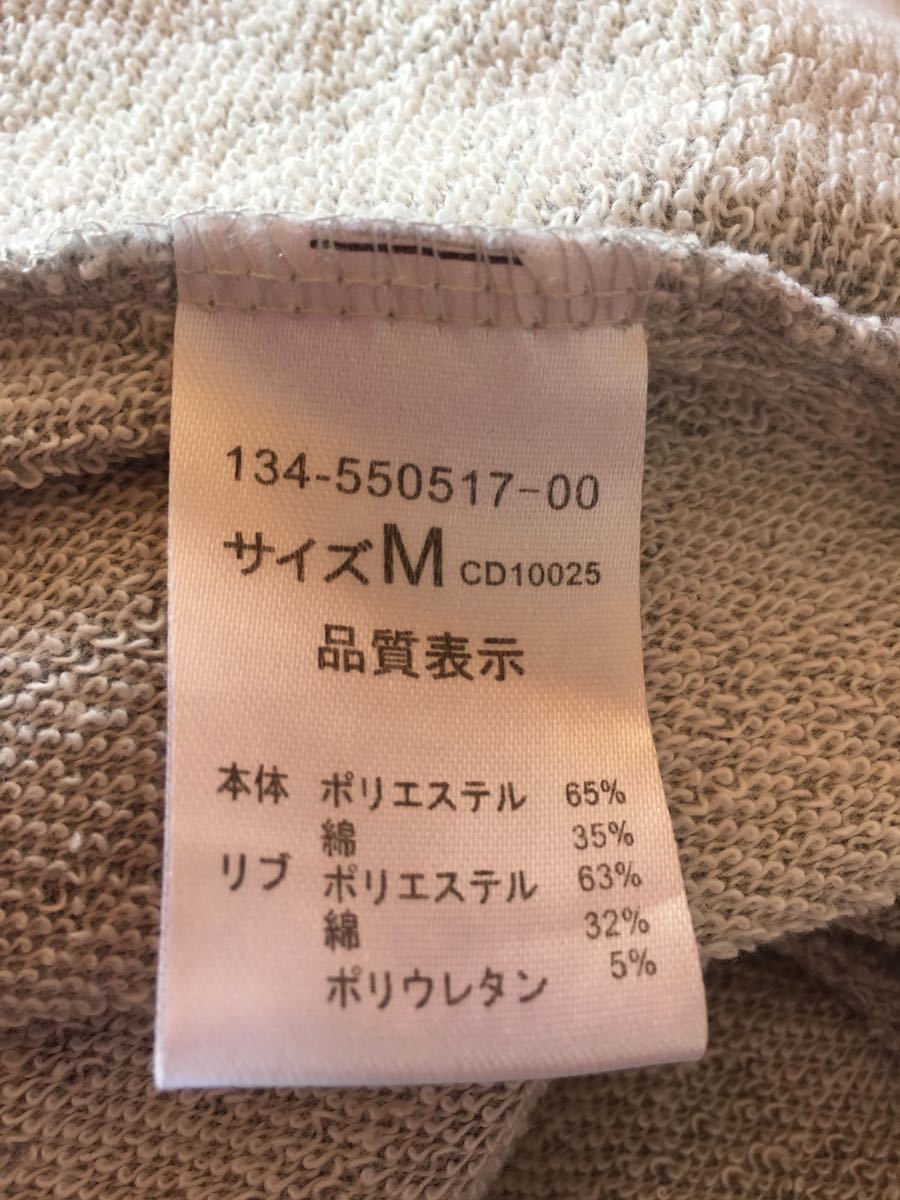 134-550517-00
サイズM CD10025
品質表示
本体 ポリエステル 65%
綿 35%
リブ ポリエステル 63%
綿 32%
ポリウレタン 5%